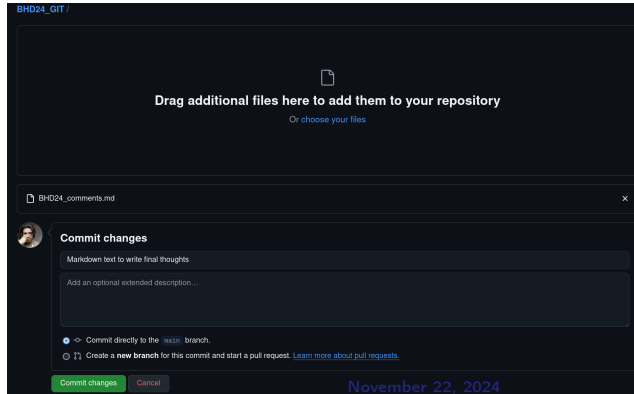 BHD24_GIT /
Drag additional files here to add them to your repository
Or choose your files
BHD24_comments.md
Commit changes
Markdown text to write final thoughts
Add an optional extended description...
Commit directly to the main branch.
Create a new branch for this commit and start a pull request. Learn more about pull requests.
Commit changes Cancel
November 22, 2024